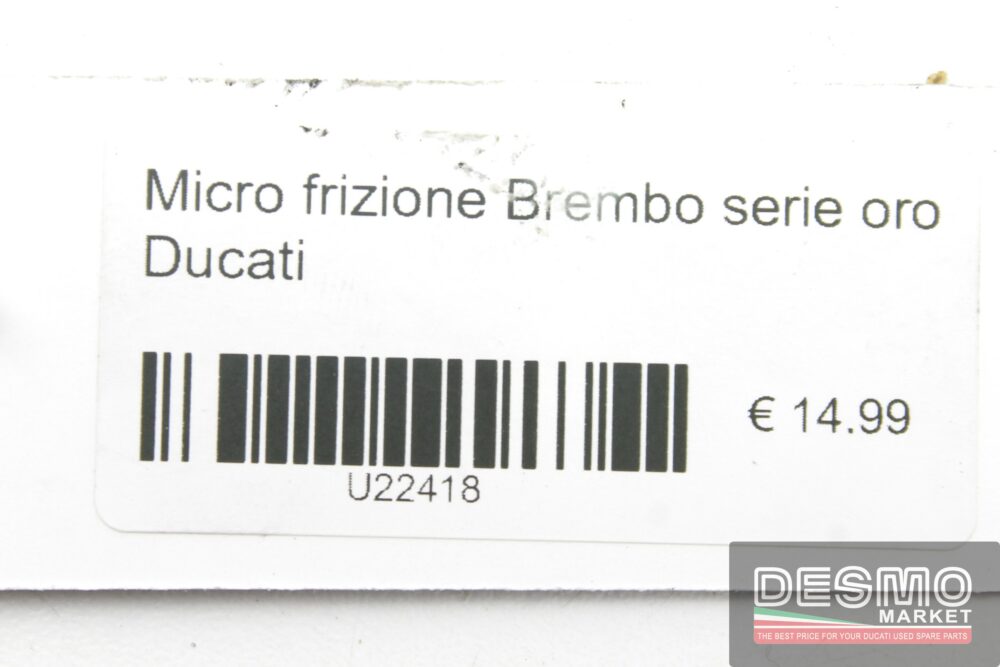 Micro frizione Brembo serie oro
Ducati
€ 14.99
U22418
DESMO
MARKET
THE BEST PRICE FOR YOUR DUCATI USED SPARE PARTS